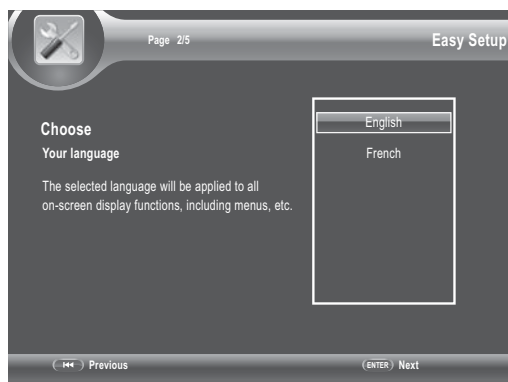 Page 2/5
Easy Setup
Choose
Your language
The selected language will be applied to all
on-screen display functions, including menus, etc.
English
French
Previous
ENTER Next